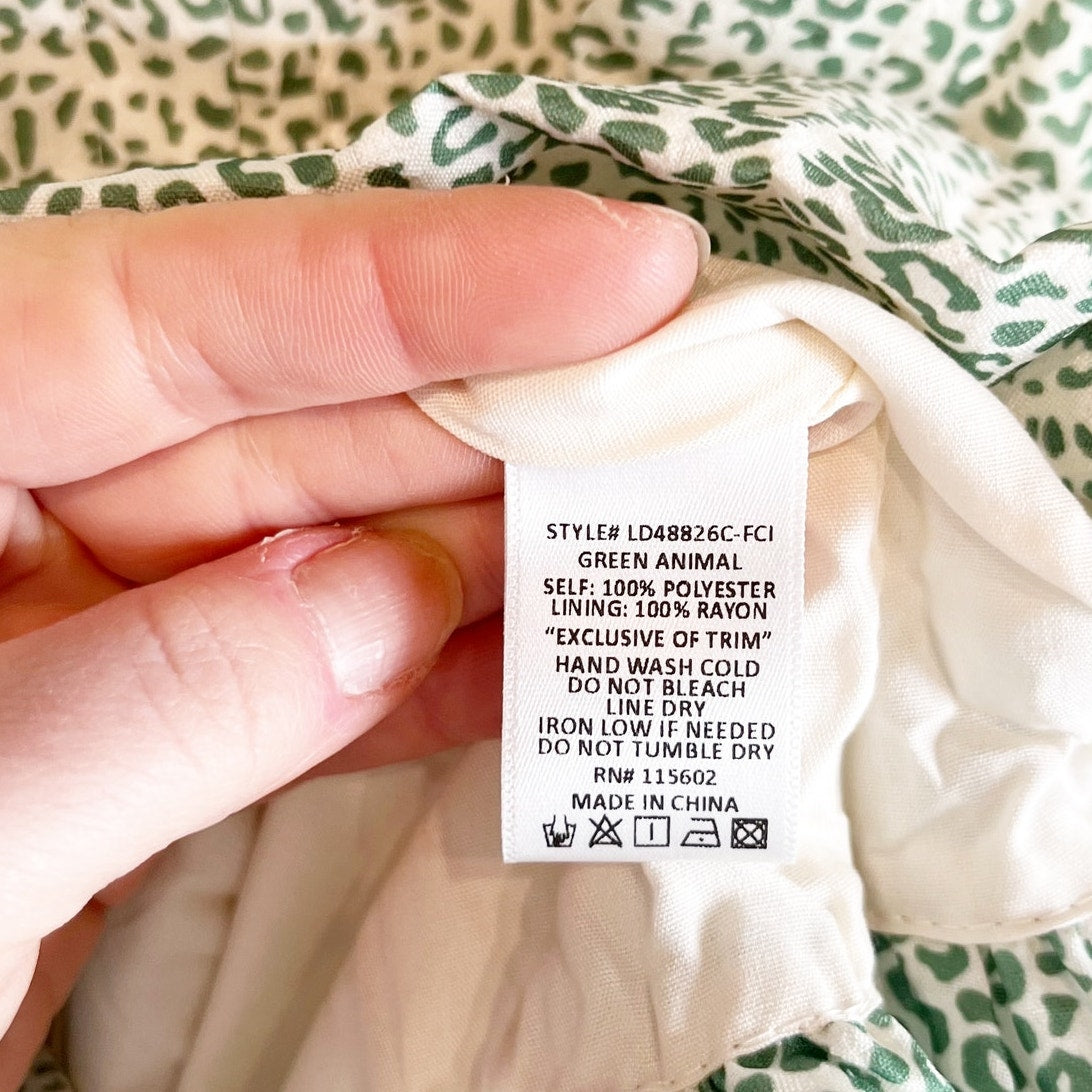 STYLE# LD48826C-FCI
GREEN ANIMAL
SELF: 100% POLYESTER
LINING: 100% RAYON
“EXCLUSIVE OF TRIM”
HAND WASH COLD
DO NOT BLEACH
LINE DRY
IRON LOW IF NEEDED
DO NOT TUMBLE DRY
RN# 115602
MADE IN CHINA